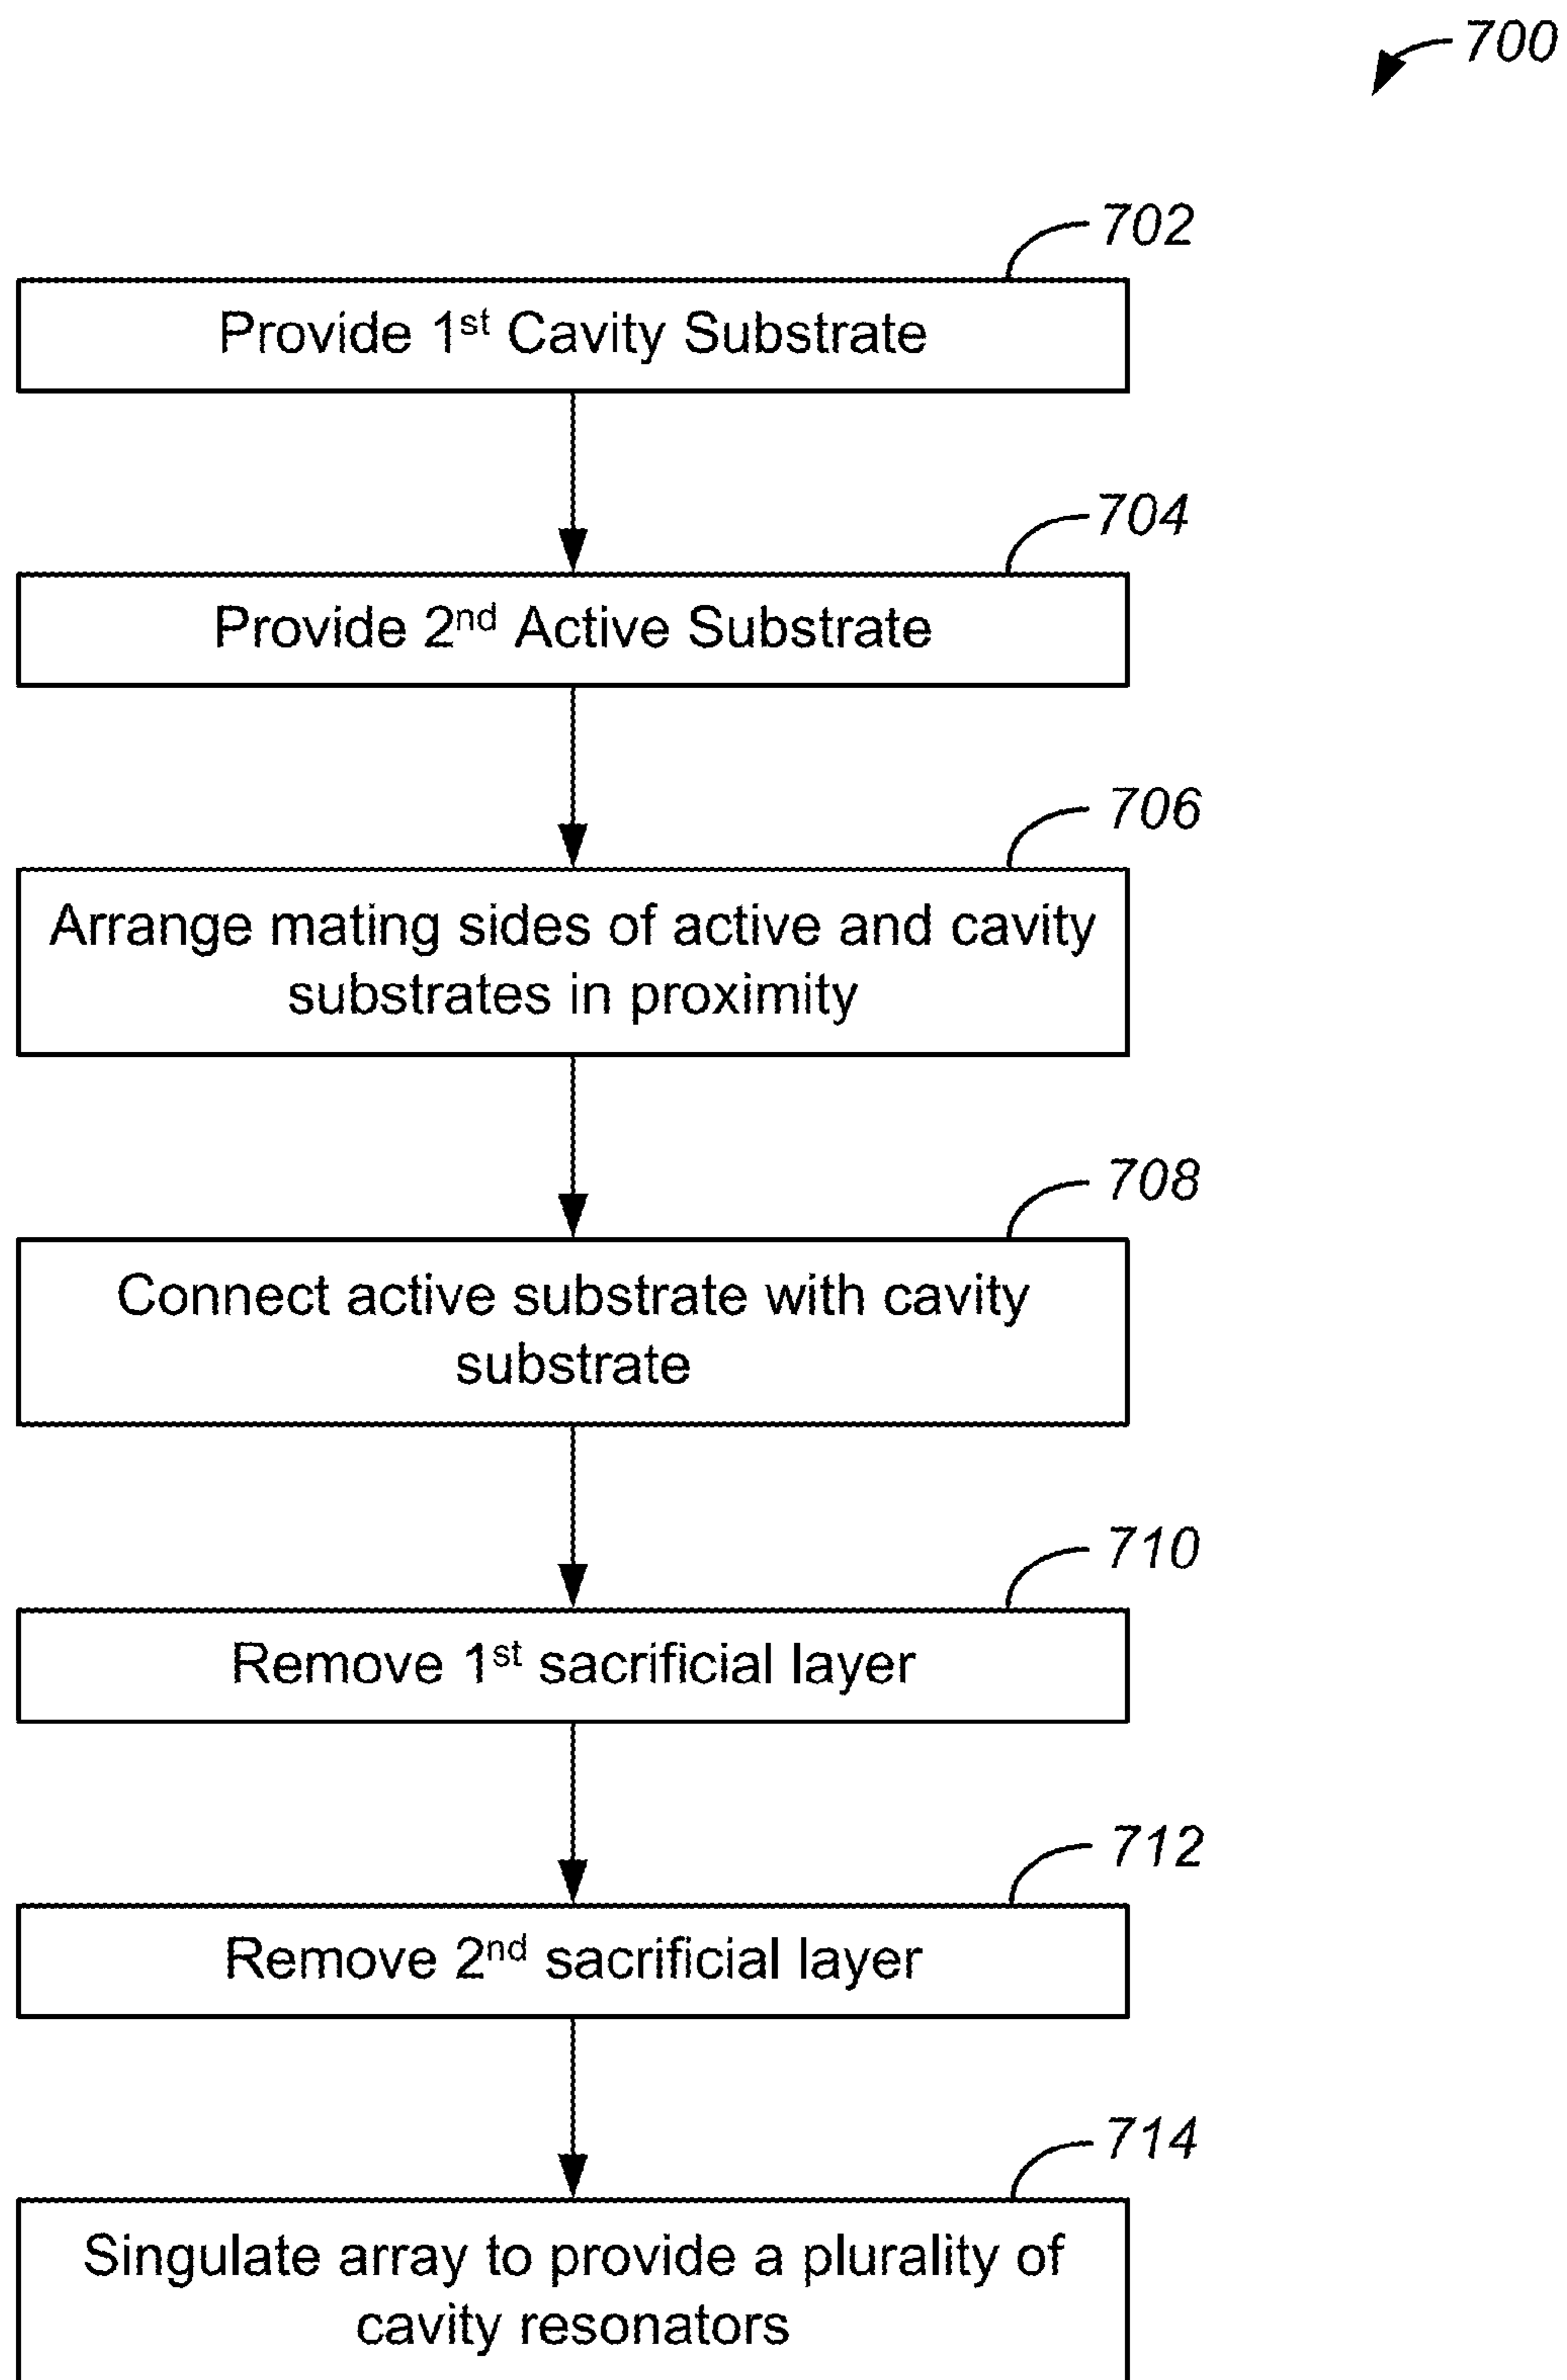 700
702
Provide 1st Cavity Substrate
704
Provide 2nd Active Substrate
706
Arrange mating sides of active and cavity
substrates in proximity
708
Connect active substrate with cavity
substrate
710
Remove 1st sacrificial layer
712
Remove 2nd sacrificial layer
714
Singulate array to provide a plurality of
cavity resonators